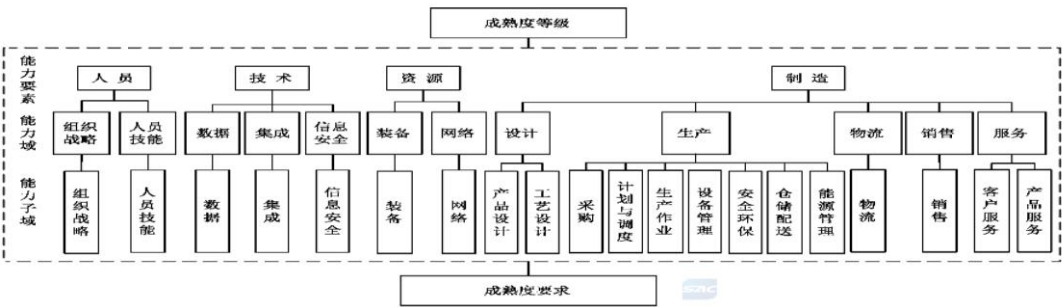 成熟度等级
能力要素
人员
技术
资源
制造
能力域
组织
战略
人员
技能
数据
集成
信息
安全
装备
网络
设计
生产
物流
销售
服务
能力子域
组织战略
人员技能
数据
集成
信息安全
装备
网络
产品设计
工艺设计
采购
计划与调度
生产作业
设备管理
安全环保
仓储配送
能源管理
物流
销售
客户服务
产品服务
成熟度要求
SAC